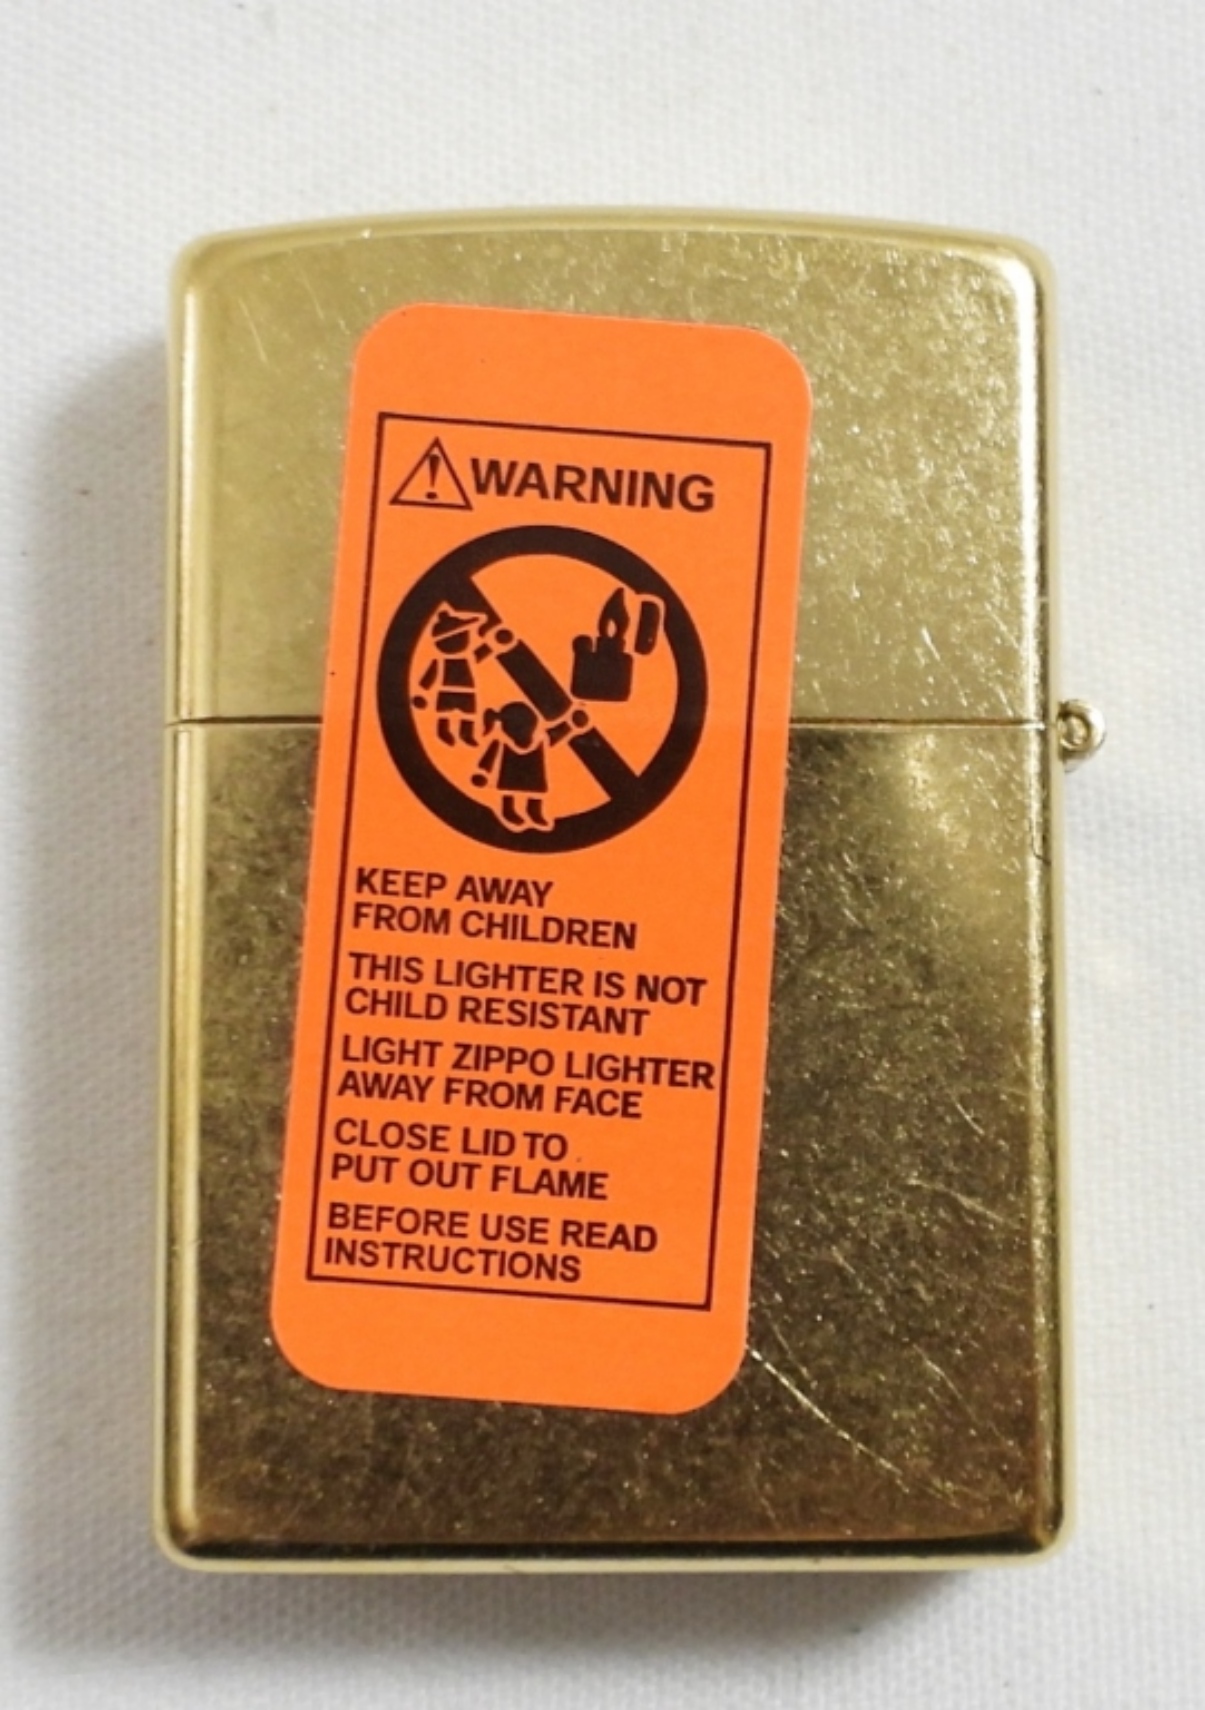 WARNING
KEEP AWAY
FROM CHILDREN
THIS LIGHTER IS NOT
CHILD RESISTANT
LIGHT ZIPPO LIGHTER
AWAY FROM FACE
CLOSE LID TO
PUT OUT FLAME
BEFORE USE READ
INSTRUCTIONS